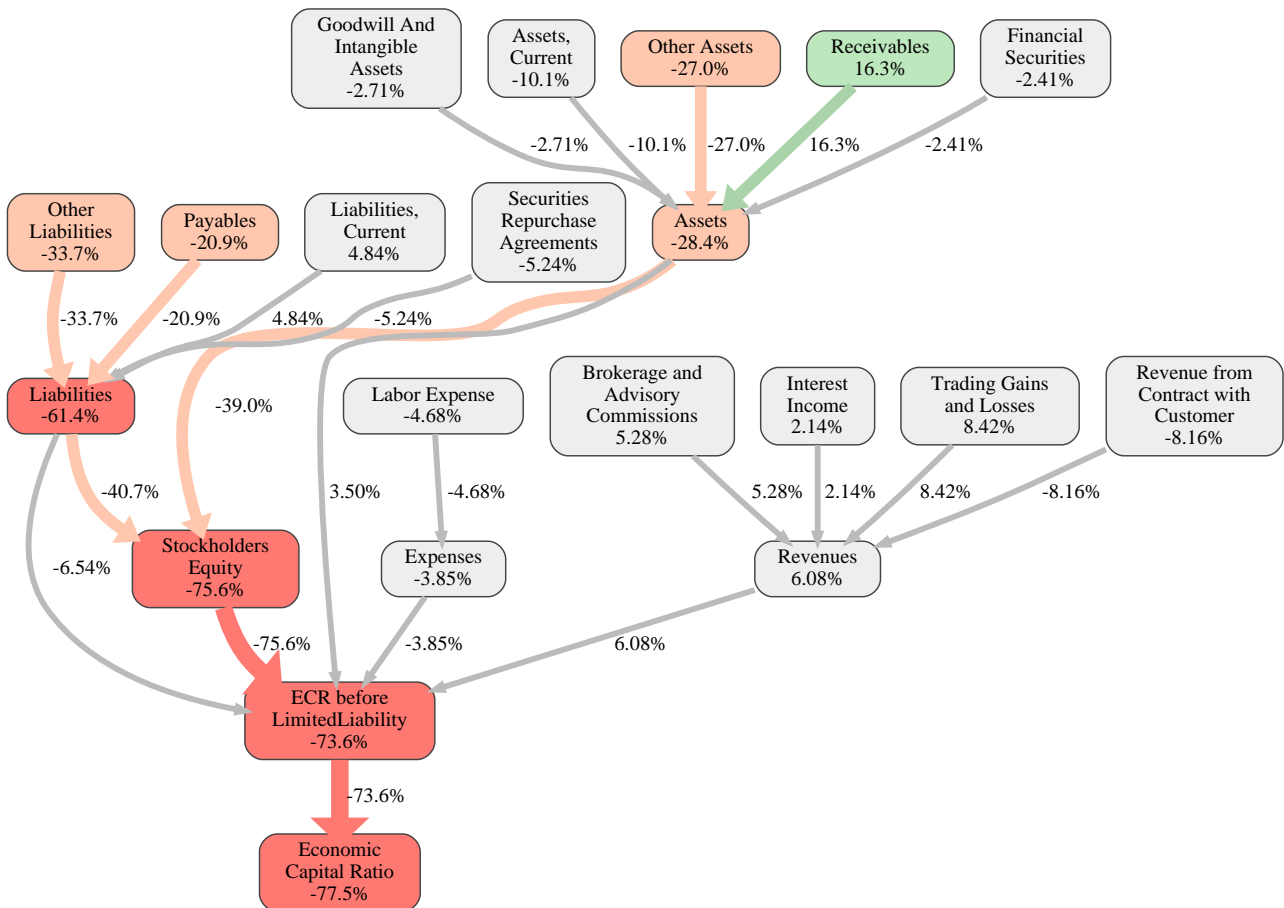 Goodwill And
Intangible
Assets
-2.71%
Assets,
Current
-10.1%
Other Assets
-27.0%
Receivables
16.3%
Financial
Securities
-2.41%
-2.71%
-10.1%
-27.0%
16.3%
-2.41%
Other
Liabilities
-33.7%
Payables
-20.9%
Liabilities,
Current
4.84%
Securities
Repurchase
Agreements
-5.24%
Assets
-28.4%
-33.7%
-20.9%
4.84%
-5.24%
Liabilities
-61.4%
-39.0%
Labor Expense
-4.68%
Brokerage and
Advisory
Commissions
5.28%
Interest
Income
2.14%
Trading Gains
and Losses
8.42%
Revenue from
Contract with
Customer
-8.16%
-40.7%
3.50%
-4.68%
5.28%
2.14%
8.42%
-8.16%
-6.54%
Stockholders
Equity
-75.6%
Expenses
-3.85%
Revenues
6.08%
-75.6%
-3.85%
6.08%
ECR before
LimitedLiability
-73.6%
-73.6%
Economic
Capital Ratio
-77.5%